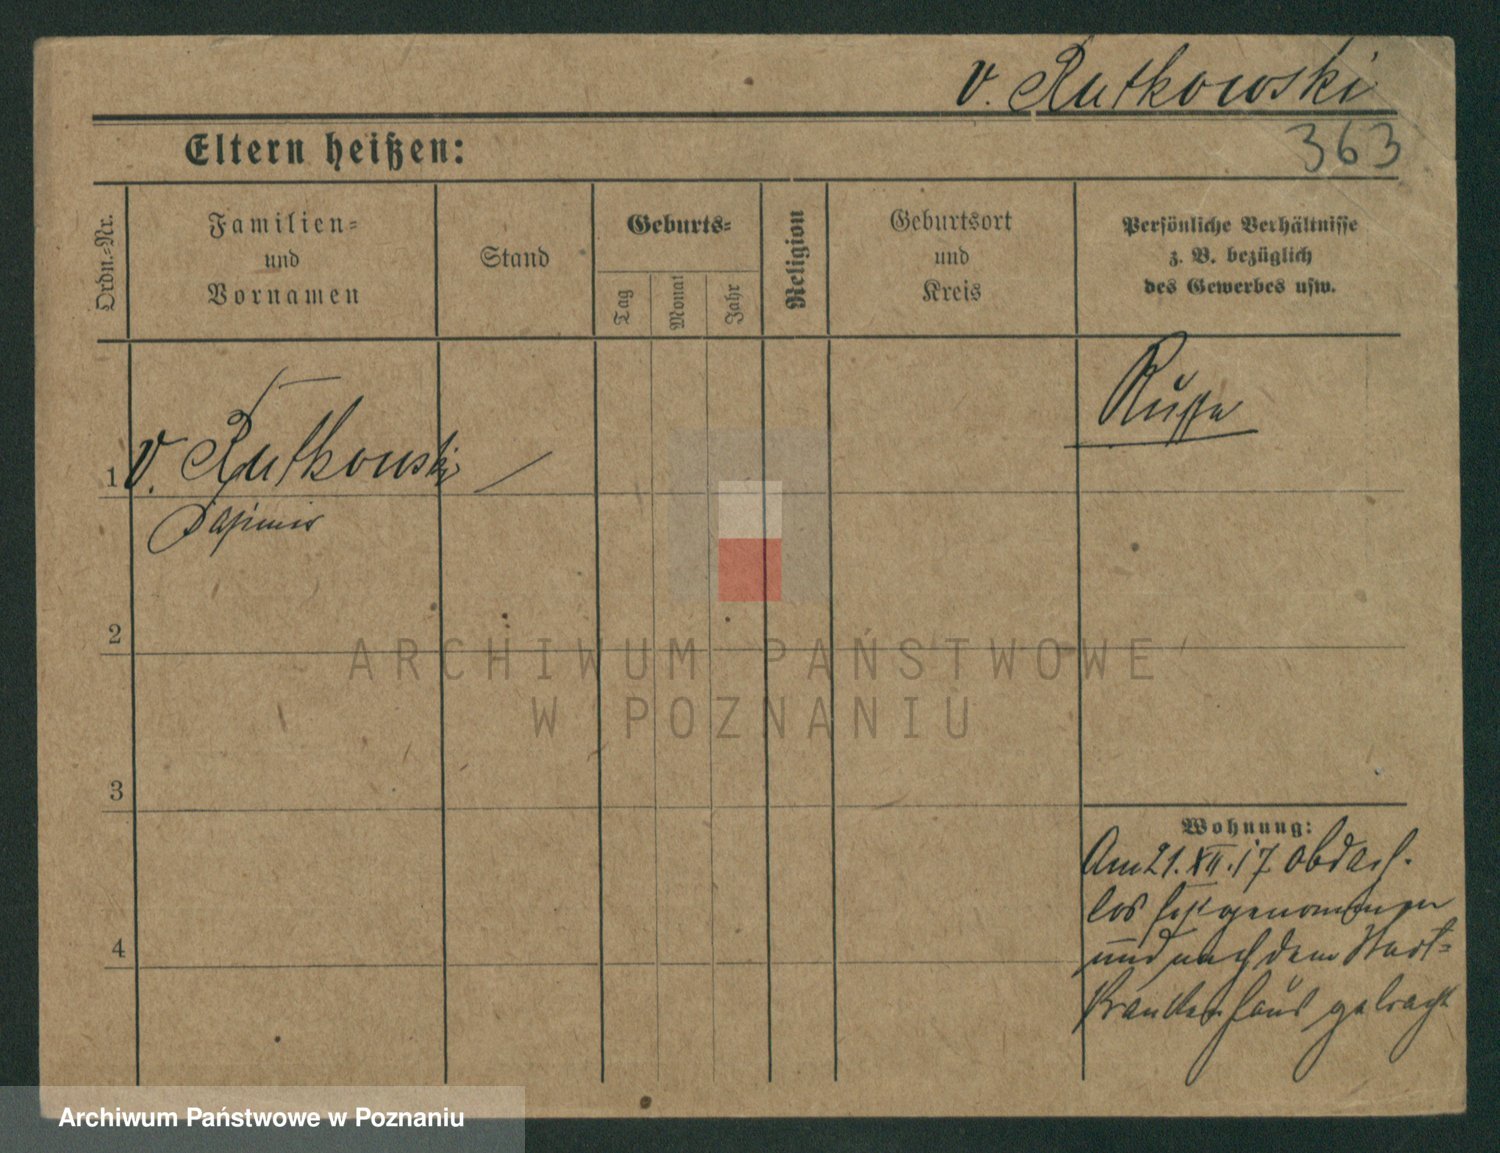 v. Rutkowski
363
Eltern heißen:
Ordn.-Nr.
Familien-
und
Vornamen
Stand
Geburts-
Tag
Monat
Jahr
Religion
Geburtsort
und
Kreis
Persönliche Verhältnisse
z. B. bezüglich
des Gewerbes usw.
Russe
1 v. Rutkowski
Casimir
2
3
4
Wohnung:
Am 21.XII.17. obdach-
los festgenommen
und nach dem Stadt-
krankenhaus gebracht
ARCHIWUM PAŃSTWOWE
W POZNANIU
Archiwum Państwowe w Poznaniu